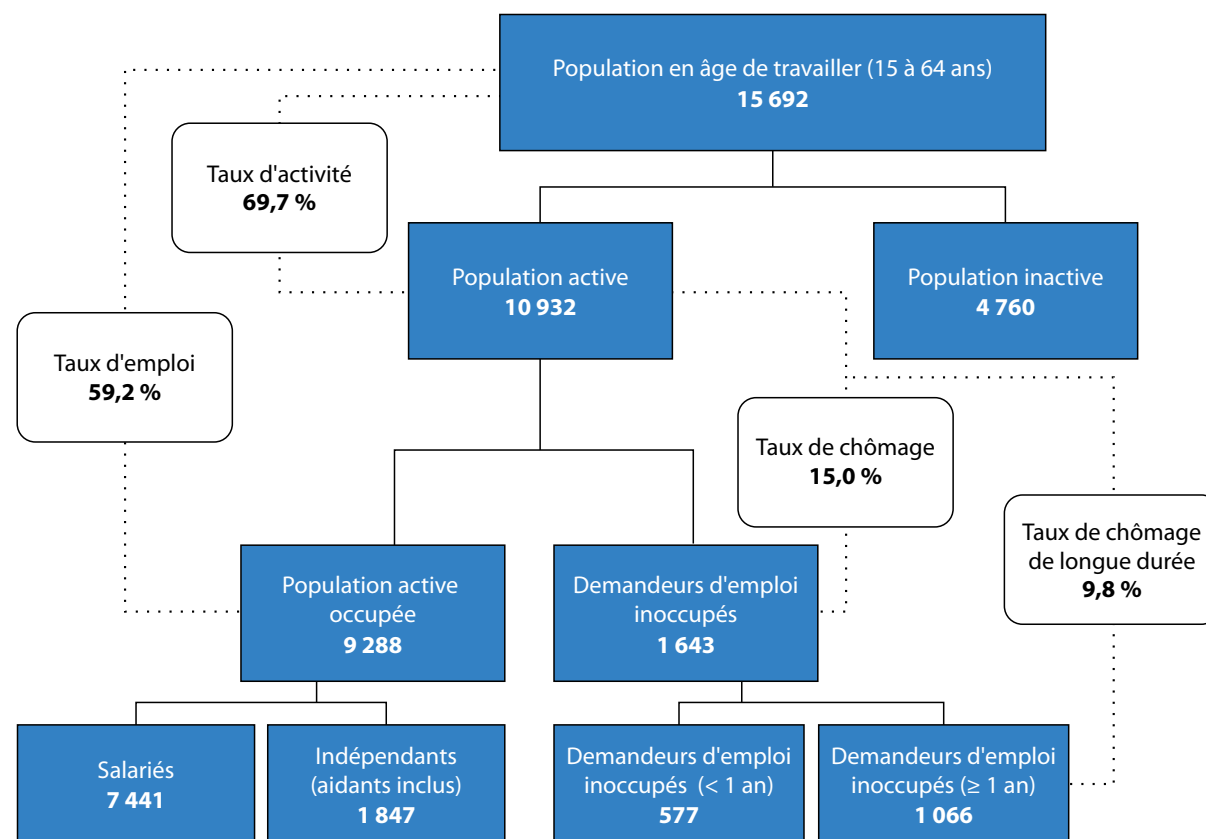 Population en âge de travailler (15 à 64 ans)
15 692
Taux d'activité
69,7 %
Population active
10 932
Population inactive
4 760
Taux d'emploi
59,2 %
Taux de chômage
15,0 %
Taux de chômage
de longue durée
9,8 %
Population active
occupée
9 288
Demandeurs d'emploi
inoccupés
1 643
Salariés
7 441
Indépendants
(aidants inclus)
1 847
Demandeurs d'emploi
inoccupés (< 1 an)
577
Demandeurs d'emploi
inoccupés (≥ 1 an)
1 066